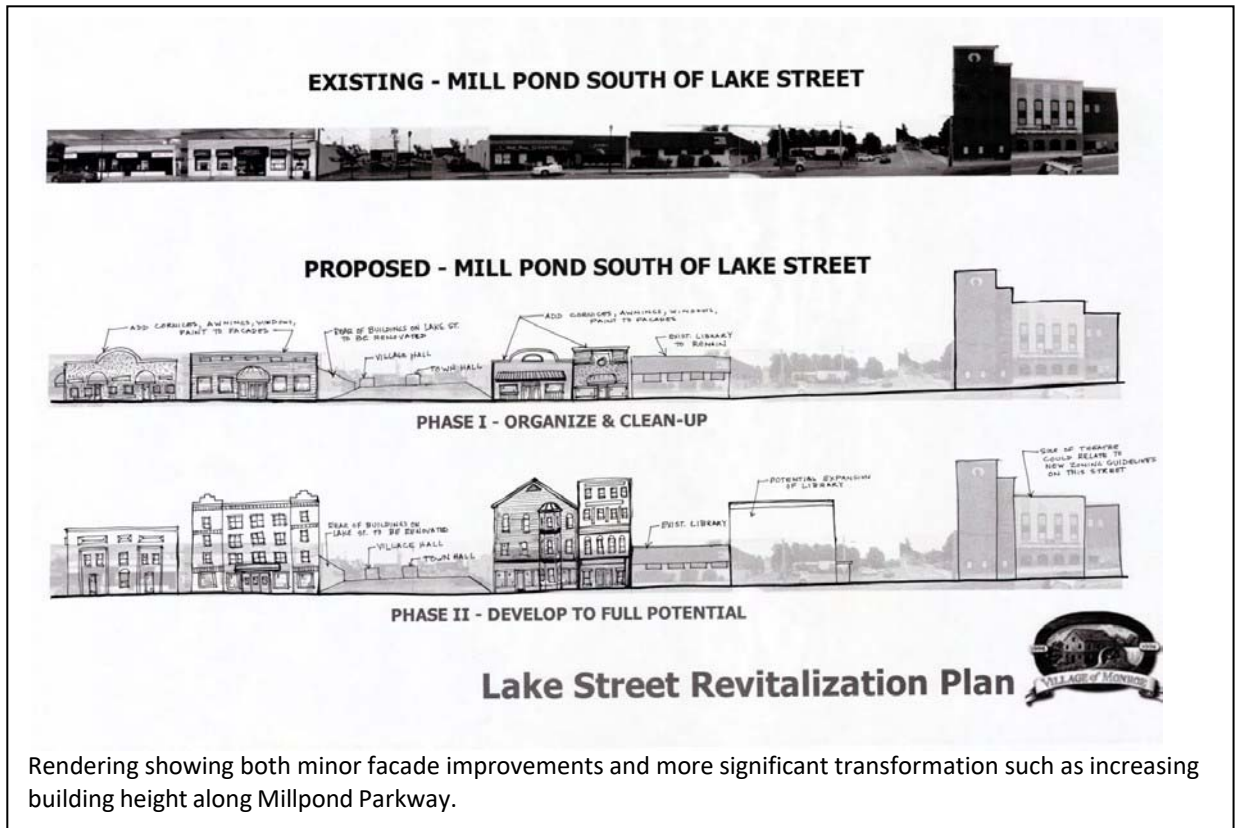 EXISTING - MILL POND SOUTH OF LAKE STREET
PROPOSED - MILL POND SOUTH OF LAKE STREET
ADD CORNICES, AWNINGS, WINDOWS,
PAINT TO FACADES
REAR OF BUILDINGS ON LAKE ST.
TO BE RENOVATED
VILLAGE HALL
TOWN HALL
ADD CORNICES, AWNINGS, WINDOWS,
PAINT TO FACADES
EXIST. LIBRARY
TO REMAIN
PHASE I - ORGANIZE & CLEAN-UP
REAR OF BUILDINGS ON
LAKE ST. TO BE RENOVATED
VILLAGE HALL
TOWN HALL
EXIST. LIBRARY
POTENTIAL EXPANSION
OF LIBRARY
OF THEATRE
COULD RELATE TO
NEW ZONING GUIDELINES
ON THIS STREET
PHASE II - DEVELOP TO FULL POTENTIAL
Lake Street Revitalization Plan
VILLAGE of MONROE
Rendering showing both minor facade improvements and more significant transformation such as increasing
building height along Millpond Parkway.